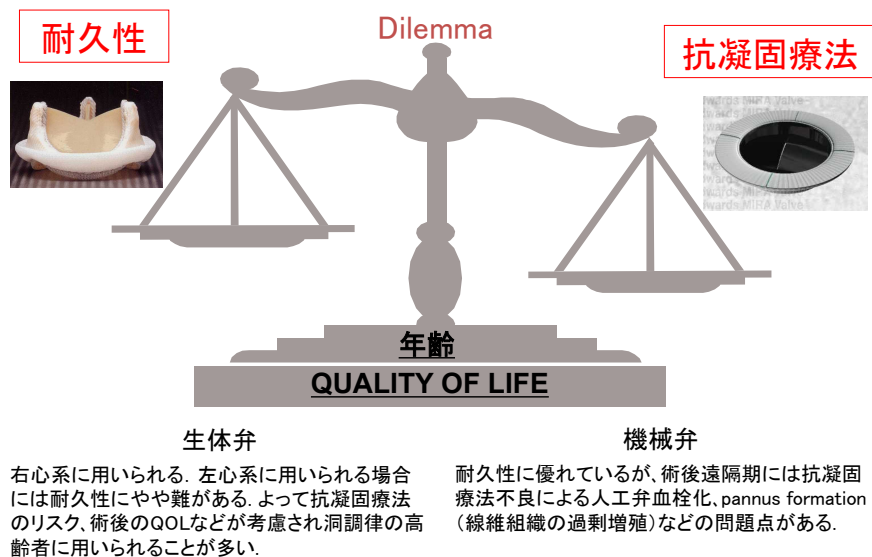 Dilemma
耐久性
抗凝固療法
wards MIRA Valve
年齢
QUALITY OF LIFE
生体弁
右心系に用いられる. 左心系に用いられる場合
には耐久性にやや難がある. よって抗凝固療法
のリスク、術後のQOLなどが考慮され洞調律の高
齢者に用いられることが多い.
機械弁
耐久性に優れているが、術後遠隔期には抗凝固
療法不良による人工弁血栓化、pannus formation
（線維組織の過剰増殖）などの問題点がある.